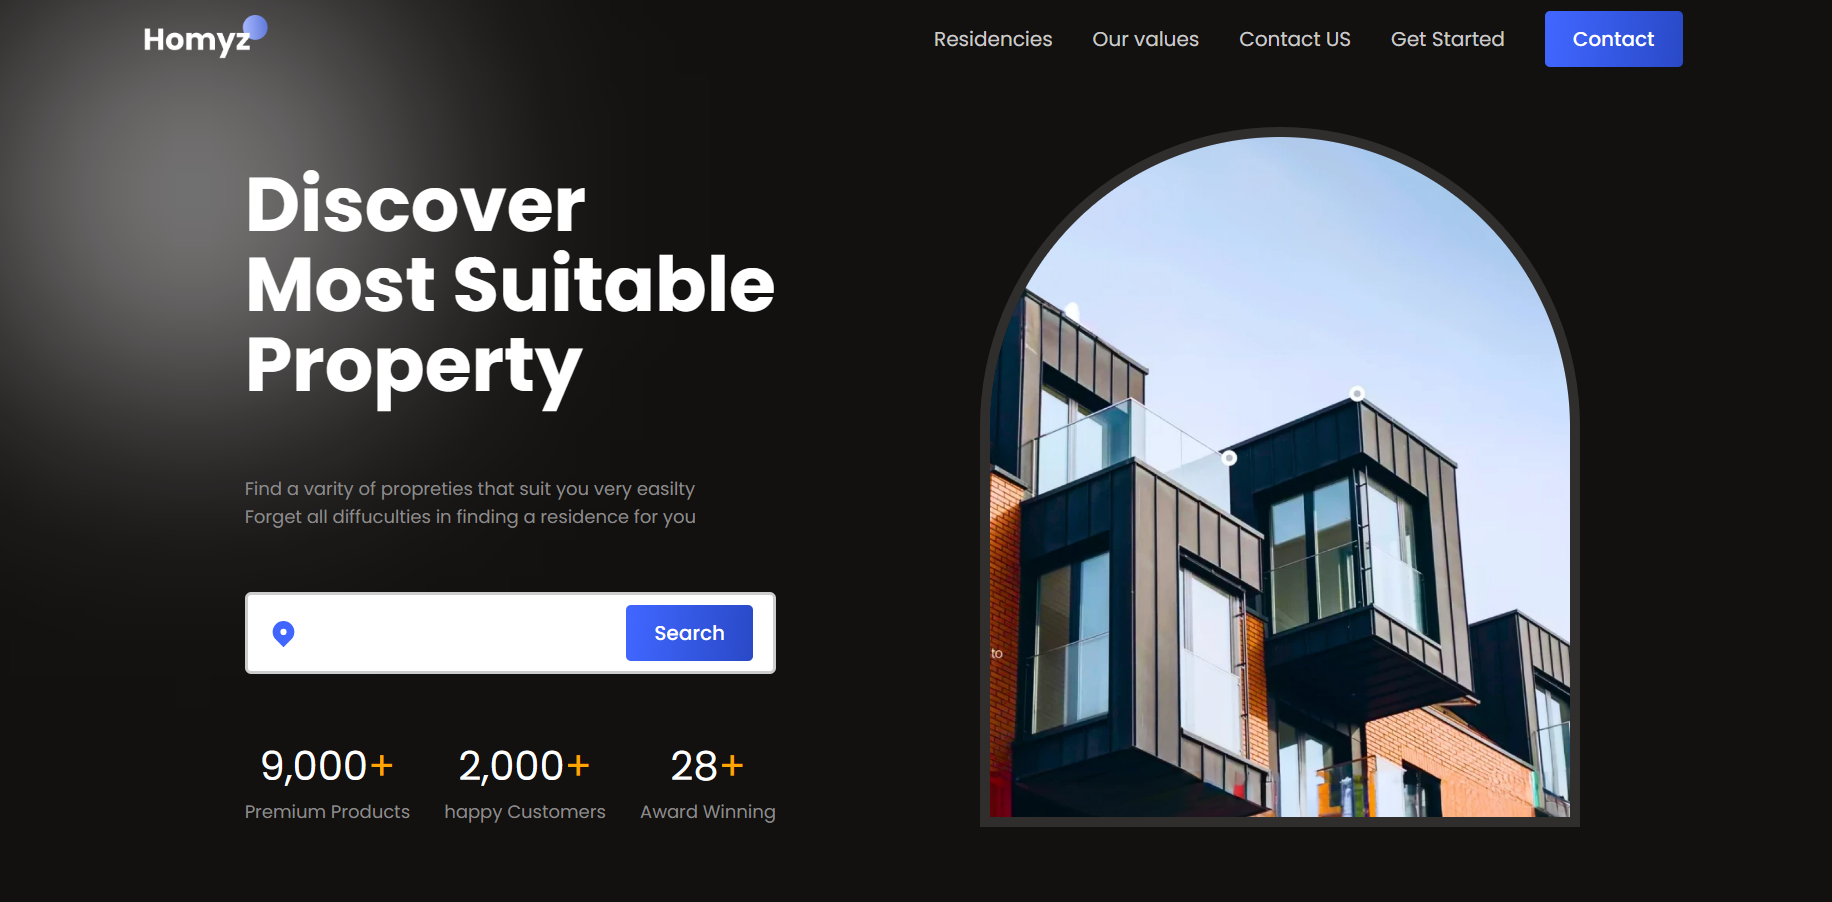 Homyz
Residencies
Our values
Contact US
Get Started
Contact
Discover
Most Suitable
Property
Find a varity of propreties that suit you very easilty
Forget all diffuculties in finding a residence for you
Search
9,000+
Premium Products
2,000+
happy Customers
28+
Award Winning
to